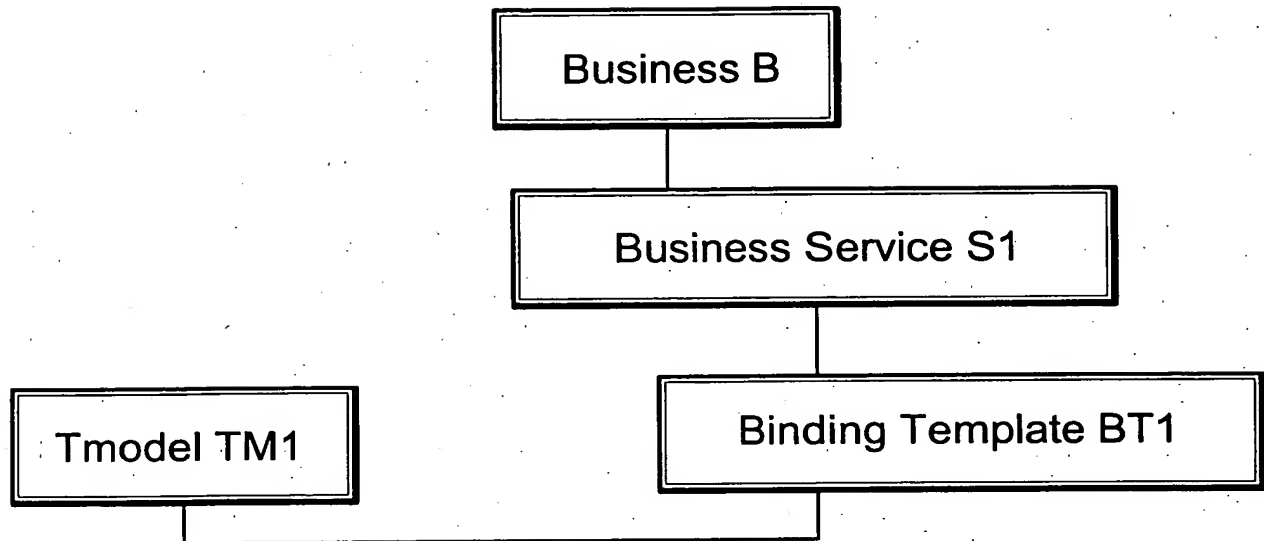 Business B
Business Service S1
Tmodel TM1
Binding Template BT1